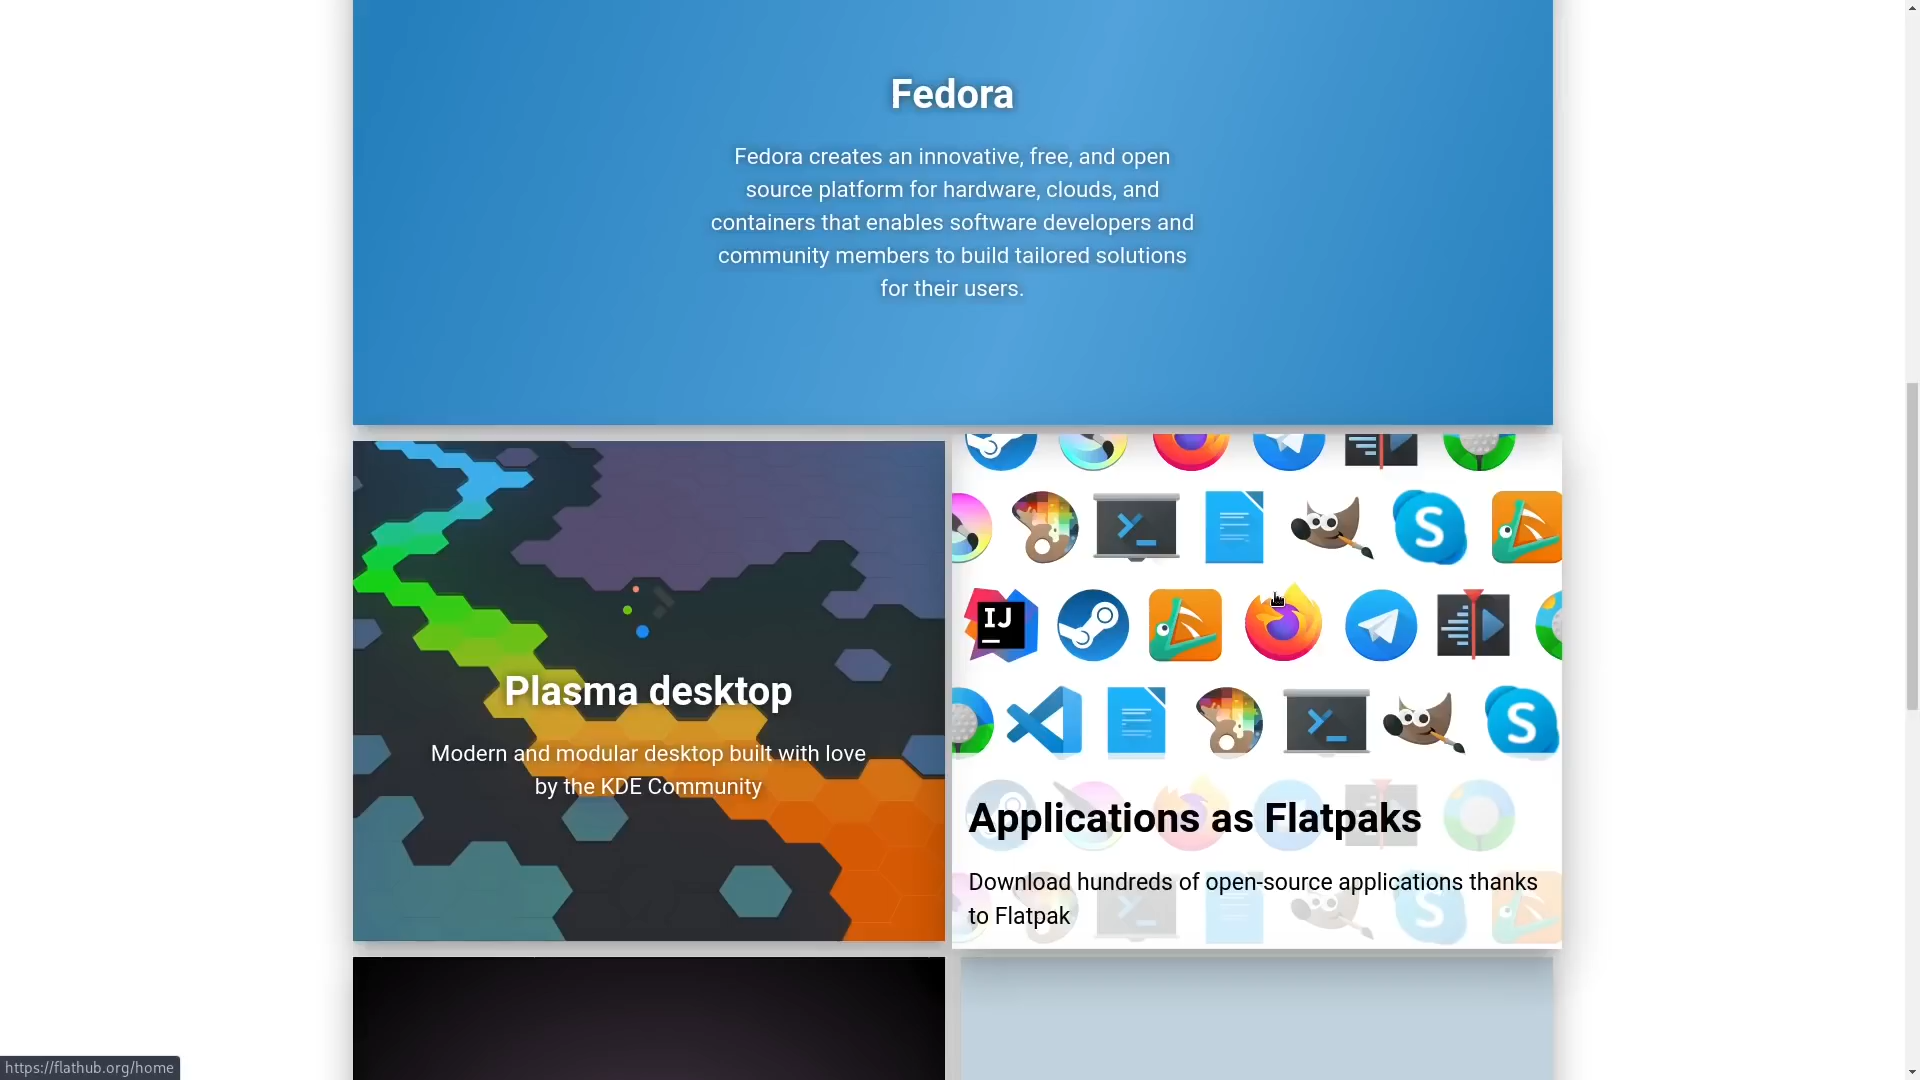 Fedora
Fedora creates an innovative, free, and open
source platform for hardware, clouds, and
containers that enables software developers and
community members to build tailored solutions
for their users.
Plasma desktop
Modern and modular desktop built with love
by the KDE Community
S
IJ
S
Applications as Flatpaks
Download hundreds of open-source applications thanks
to Flatpak
S
https://flathub.org/home